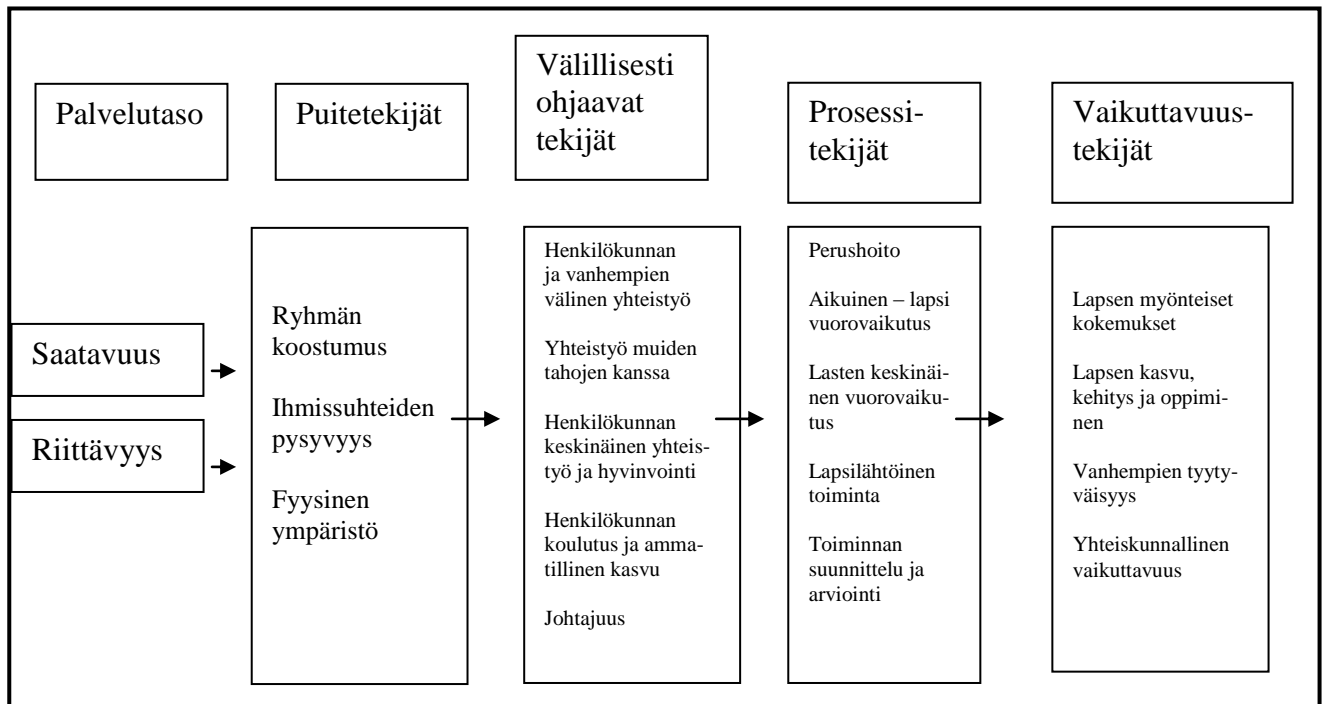 Palvelutaso
Puitetekijät
Välillisesti
ohjaavat
tekijät
Prosessi-
tekijät
Vaikuttavuus-
tekijät
Saatavuus
Riittävyys
Ryhmän
koostumus
Ihmissuhteiden
pysyvyys
Fyysinen
ympäristö
Henkilökunnan
ja vanhempien
välinen yhteistyö
Yhteistyö muiden
tahojen kanssa
Henkilökunnan
keskinäinen yhteis-
työ ja hyvinvointi
Henkilökunnan
koulutus ja amma-
tillinen kasvu
Johtajuus
Perushoito
Aikuinen – lapsi
vuorovaikutus
Lasten keskinäi-
nen vuorovaiku-
tus
Lapsilähtöinen
toiminta
Toiminnan
suunnittelu ja
arviointi
Lapsen myönteiset
kokemukset
Lapsen kasvu,
kehitys ja oppimi-
nen
Vanhempien tyyty-
väisyys
Yhteiskunnallinen
vaikuttavuus